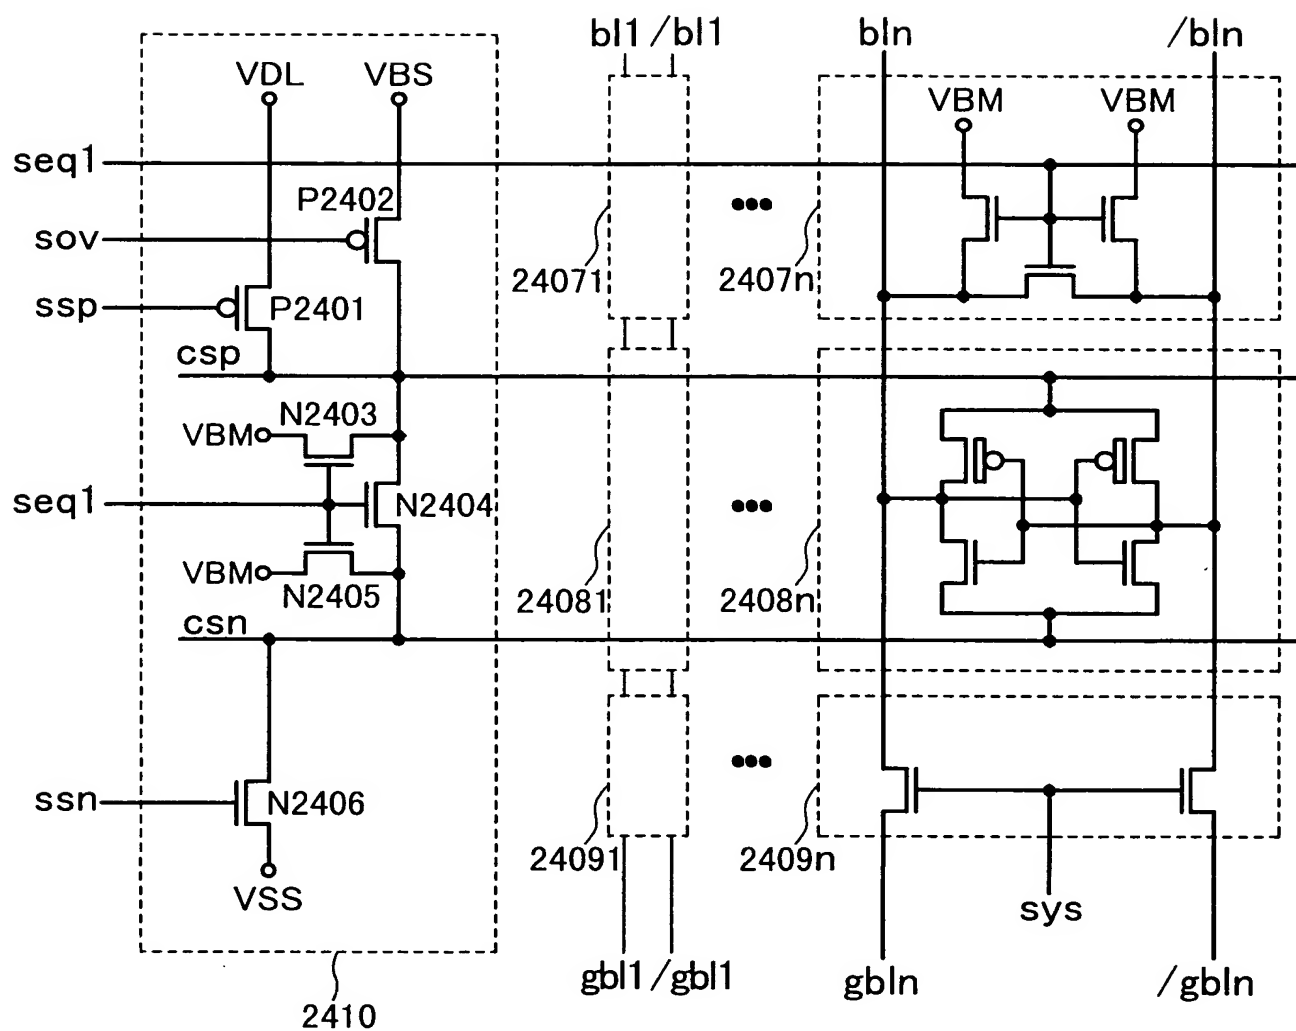 bl1 /bl1
bln
/bln
VDL
VBS
VBM
VBM
seq1
P2402
sov
24071
2407n
ssp
P2401
csp
N2403
VBM
seq1
N2404
VBM
N2405
24081
2408n
csn
ssn
N2406
24091
2409n
VSS
sys
gbl1 /gbl1
gbln
/gbln
2410